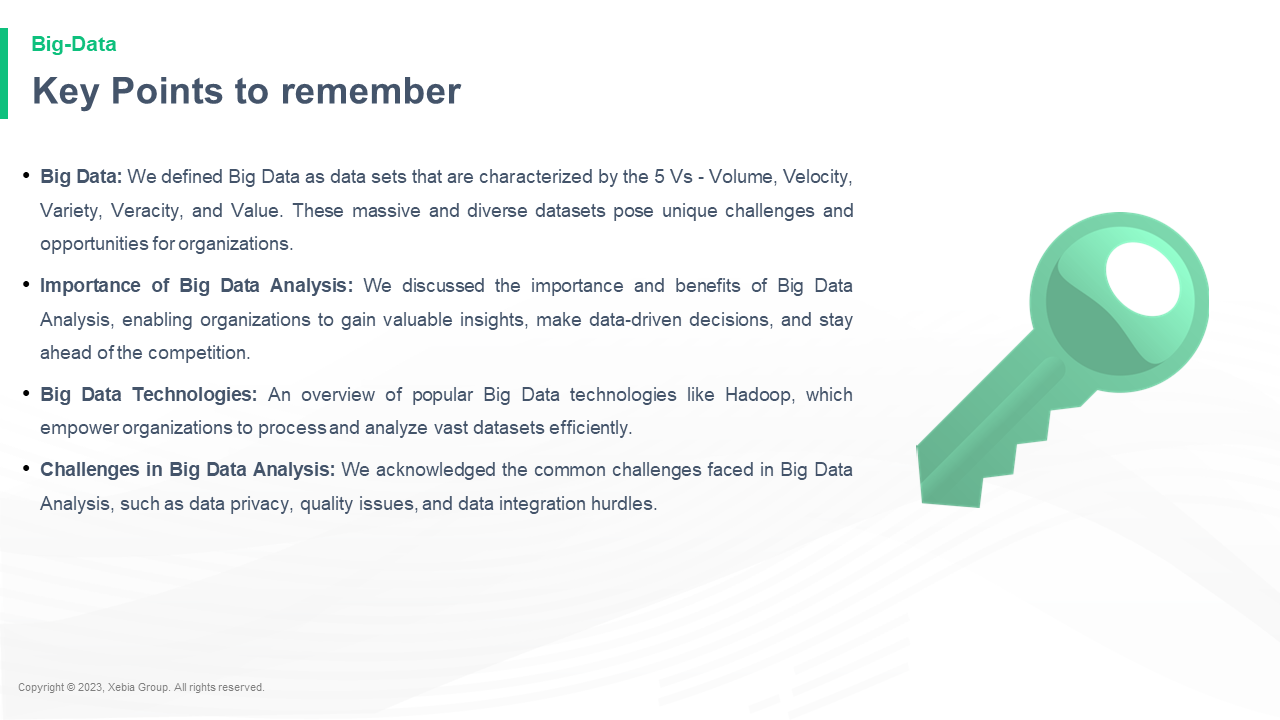 Big-Data
Key Points to remember
• Big Data: We defined Big Data as data sets that are characterized by the 5 Vs - Volume, Velocity,
Variety, Veracity, and Value. These massive and diverse datasets pose unique challenges and
opportunities for organizations.
• Importance of Big Data Analysis: We discussed the importance and benefits of Big Data
Analysis, enabling organizations to gain valuable insights, make data-driven decisions, and stay
ahead of the competition.
• Big Data Technologies: An overview of popular Big Data technologies like Hadoop, which
empower organizations to process and analyze vast datasets efficiently.
• Challenges in Big Data Analysis: We acknowledged the common challenges faced in Big Data
Analysis, such as data privacy, quality issues, and data integration hurdles.
Copyright © 2023, Xebia Group. All rights reserved.